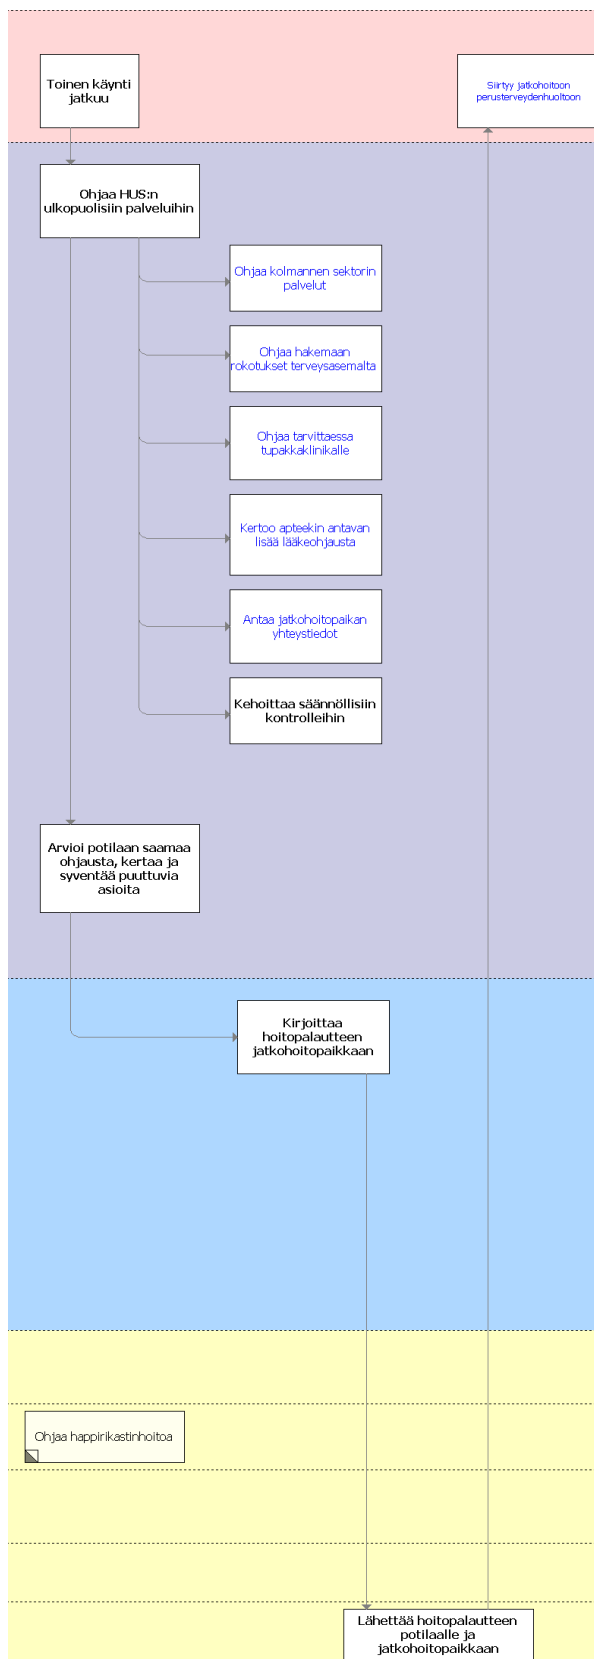 Toinen käynti
jatkuu
Siirtyy jatkohoitoon
perusterveydenhuoltoon
Ohjaa HUS:n
ulkopuolisiin palveluihin
Ohjaa kolmannen sektorin
palvelut
Ohjaa hakemaan
rokotukset terveysasemalta
Ohjaa tarvittaessa
tupakkaklinikalle
Kertoo apteekin antavan
lisää lääkeohjausta
Antaa jatkohoitopaikan
yhteystiedot
Kehoittaa säännöllisiin
kontrolleihin
Arvioi potilaan saamaa
ohjausta, kertaa ja
syventää puuttuvia
asioita
Kirjoittaa
hoitopalautteen
jatkohoitopaikkaan
Ohjaa happirikastinhoitoa
Lähettää hoitopalautteen
potilaalle ja
jatkohoitopaikkaan